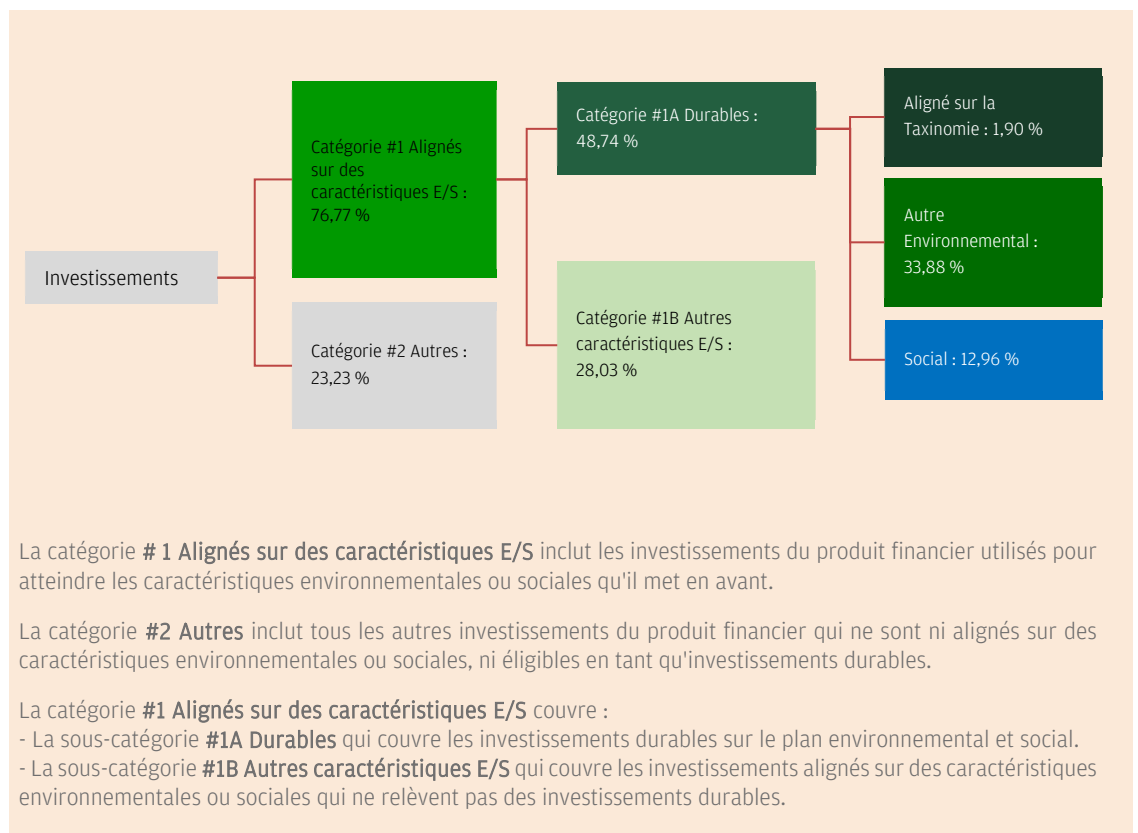 Investissements
Catégorie #1 Alignés
sur des
caractéristiques E/S :
76,77 %
Catégorie #2 Autres :
23,23 %
Catégorie #1A Durables :
48,74 %
Catégorie #1B Autres
caractéristiques E/S :
28,03 %
Aligné sur la
Taxinomie : 1,90 %
Autre
Environnemental :
33,88 %
Social : 12,96 %
La catégorie # 1 Alignés sur des caractéristiques E/S inclut les investissements du produit financier utilisés pour
atteindre les caractéristiques environnementales ou sociales qu'il met en avant.
La catégorie #2 Autres inclut tous les autres investissements du produit financier qui ne sont ni alignés sur des
caractéristiques environnementales ou sociales, ni éligibles en tant qu'investissements durables.
La catégorie #1 Alignés sur des caractéristiques E/S couvre :
- La sous-catégorie #1A Durables qui couvre les investissements durables sur le plan environnemental et social.
- La sous-catégorie #1B Autres caractéristiques E/S qui couvre les investissements alignés sur des caractéristiques
environnementales ou sociales qui ne relèvent pas des investissements durables.